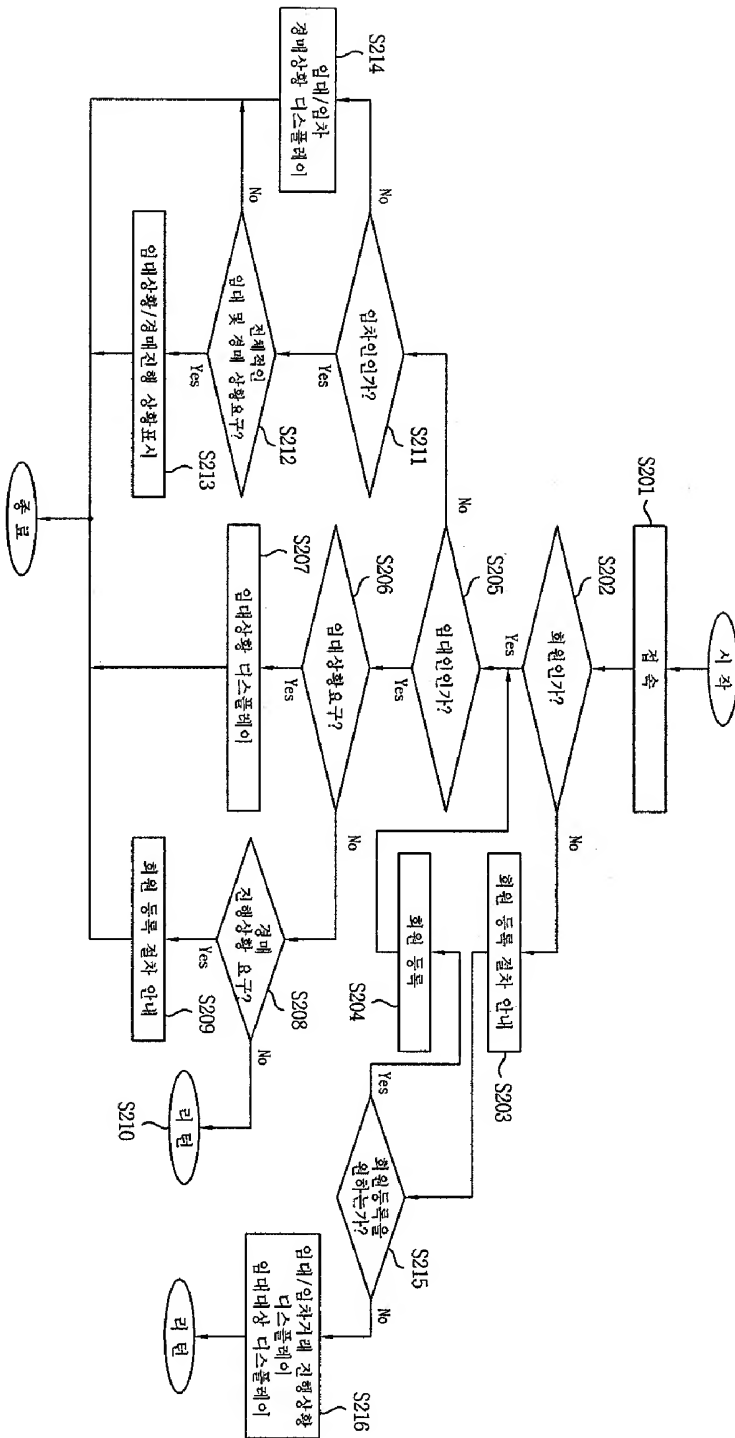 시 작
S201
접 속
S202
회원인가?
Yes
No
회원 등록 절차 안내
S203
S204
회원 등록
Yes
회원등록을
원하는가?
S215
No
임대/임차거래 진행상황
디스플레이
임대대상 디스플레이
S216
리 턴
S205
임대인인가?
Yes
No
S206
임대상황요구?
Yes
No
S207
임대상황 디스플레이
경매
진행상황 요구?
S208
Yes
No
회원 등록 절차 안내
S209
S210
리 턴
임차인인가?
S211
Yes
No
전체적인
임대 및 경매 상황요구?
S212
Yes
No
임대상황/경매진행 상황표시
S213
S214
임대/임차
경매상황 디스플레이
종 료